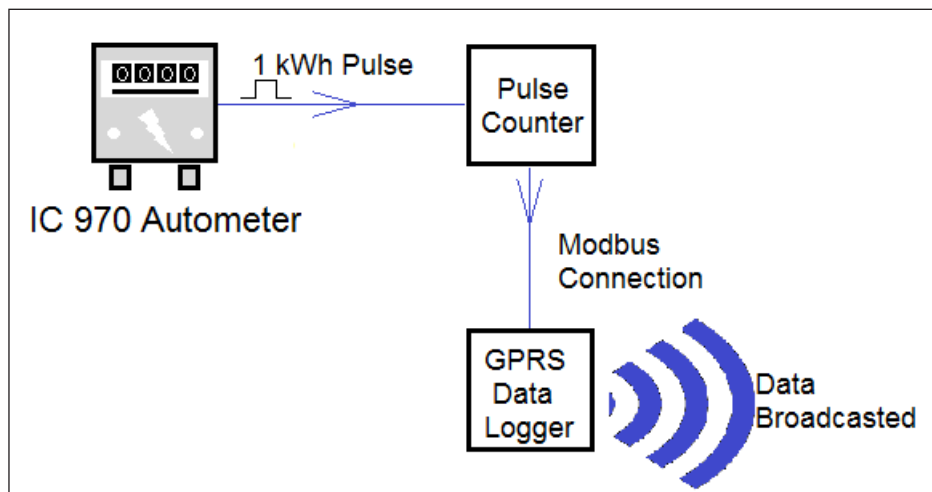 0000
1 kWh Pulse
Pulse
Counter
IC 970 Autometer
Modbus
Connection
GPRS
Data
Logger
Data
Broadcasted